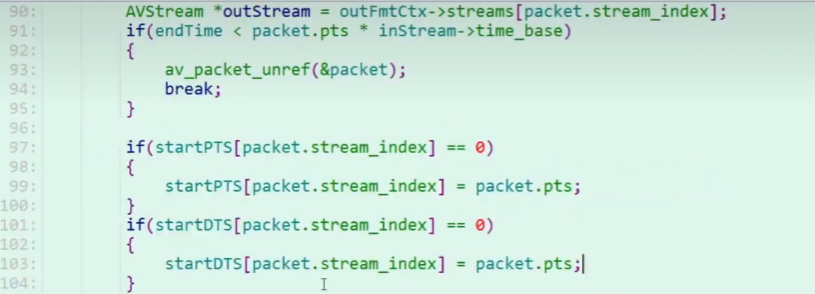 90: AVStream *outStream = outFmtCtx->streams[packet.stream_index];
91: if(endTime < packet.pts * inStream->time_base)
92: {
93: av_packet_unref(&packet);
94: break;
95: }
96:
97: if(startPTS[packet.stream_index] == 0)
98: {
99: startPTS[packet.stream_index] = packet.pts;
100: }
101: if(startDTS[packet.stream_index] == 0)
102: {
103: startDTS[packet.stream_index] = packet.pts;
104: }